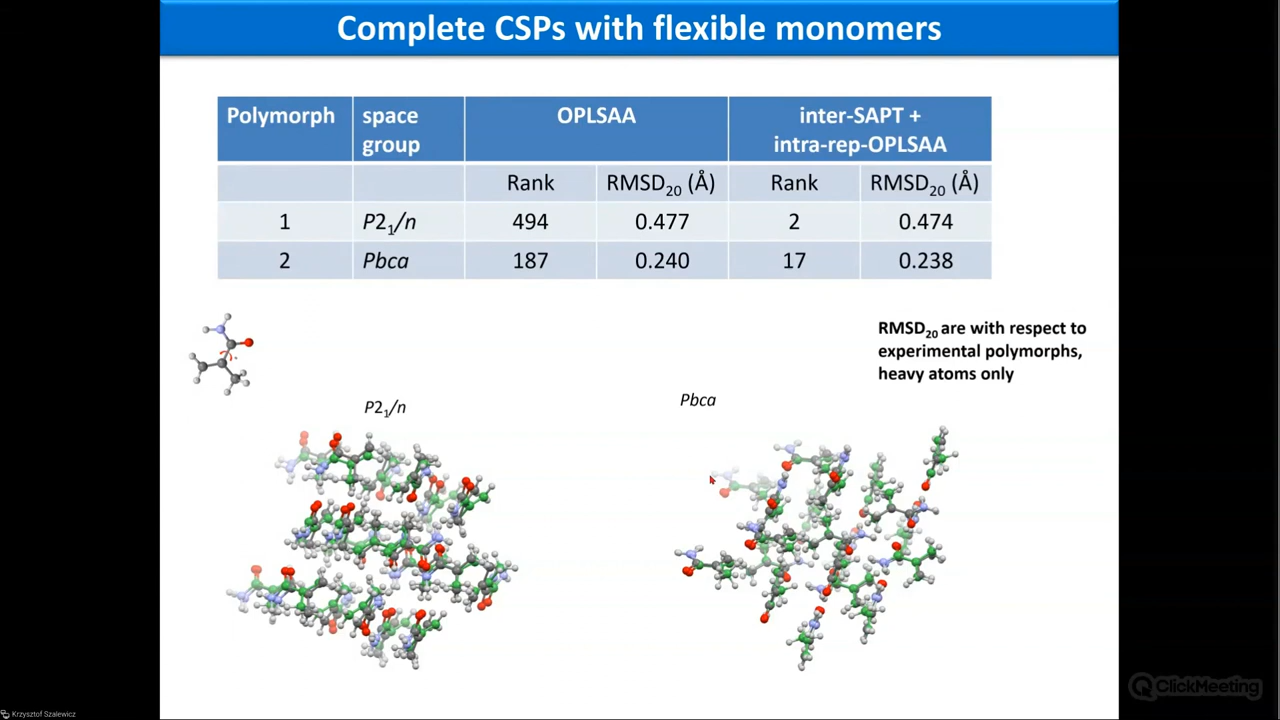 Complete CSPs with flexible monomers
Polymorph space group OPLSAA inter-SAPT + intra-rep-OPLSAA
Rank RMSD20 (Å) Rank RMSD20 (Å)
1 P21/n 494 0.477 2 0.474
2 Pbca 187 0.240 17 0.238
RMSD20 are with respect to
experimental polymorphs,
heavy atoms only
P21/n
Pbca
ClickMeeting
Krzysztof Szalewicz